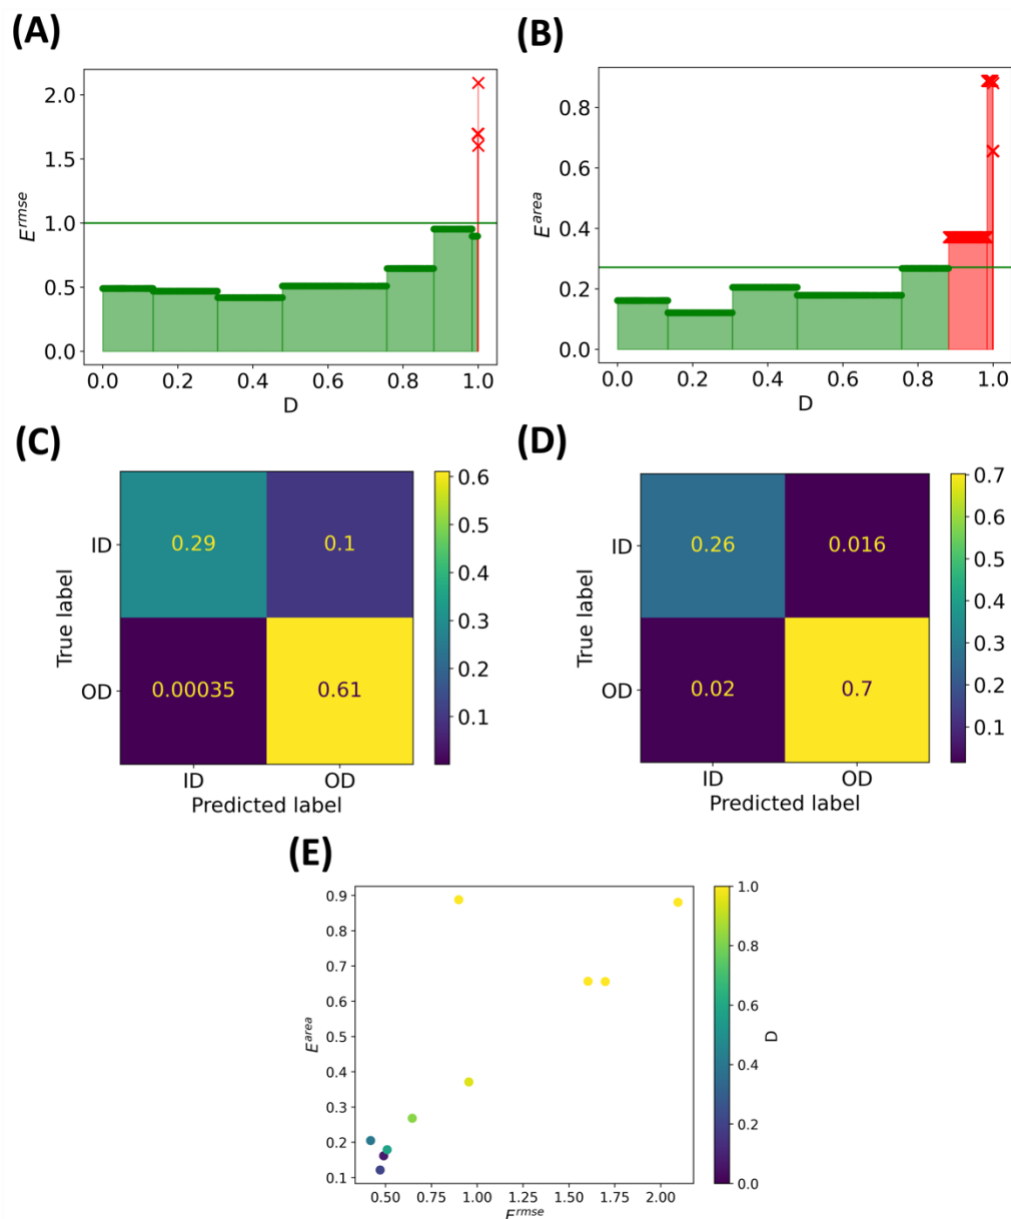 (A)
2.0
1.5
1.0
0.5
0.0
E^rmse
0.0 0.2 0.4 0.6 0.8 1.0
D
(B)
0.8
0.6
0.4
0.2
0.0
E^area
0.0 0.2 0.4 0.6 0.8 1.0
D
(C)
True label
ID
OD
0.29 0.1
0.00035 0.61
ID OD
Predicted label
0.6
0.5
0.4
0.3
0.2
0.1
(D)
True label
ID
OD
0.26 0.016
0.02 0.7
ID OD
Predicted label
0.7
0.6
0.5
0.4
0.3
0.2
0.1
(E)
0.9
0.8
0.7
0.6
0.5
0.4
0.3
0.2
0.1
E^area
0.50 0.75 1.00 1.25 1.50 1.75 2.00
E^rmse
1.0
0.8
0.6
0.4
0.2
0.0
D